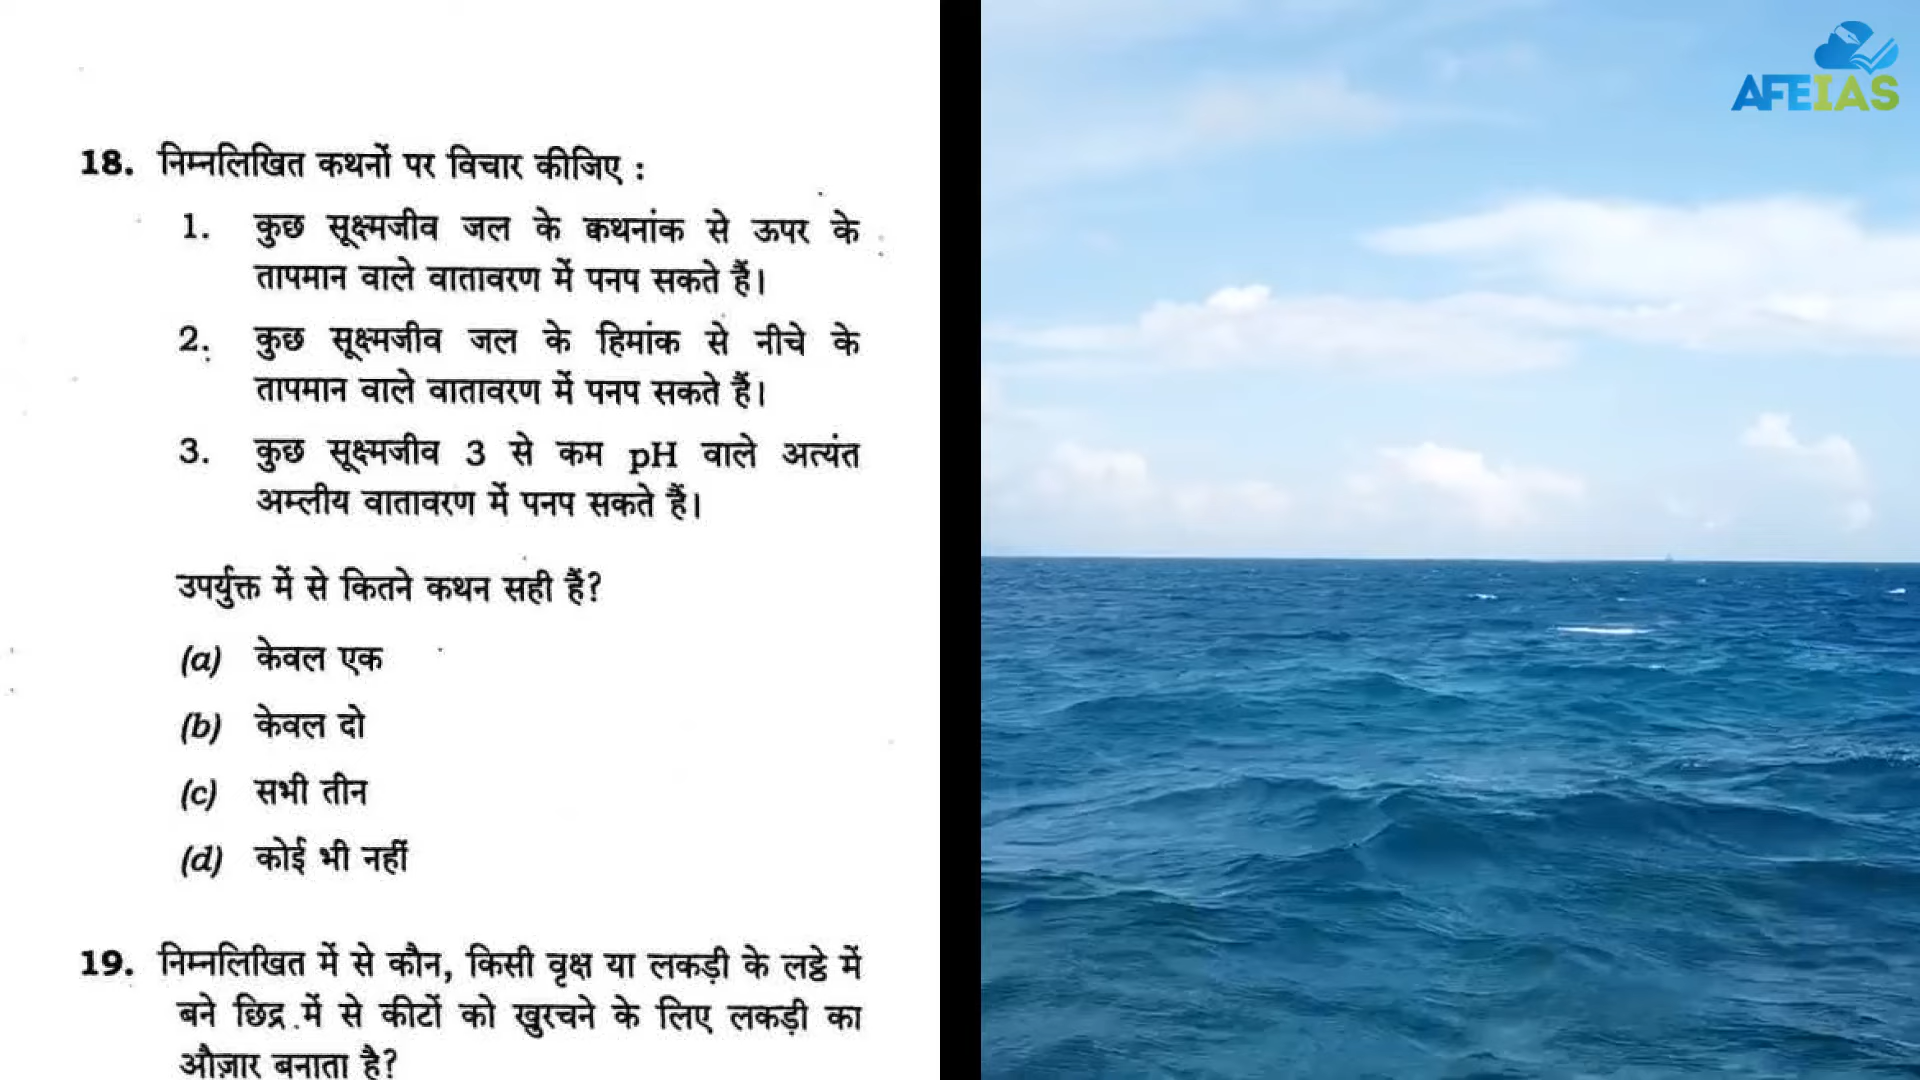 18. निम्नलिखित कथनों पर विचार कीजिए :
1. कुछ सूक्ष्मजीव जल के क्वथनांक से ऊपर के
तापमान वाले वातावरण में पनप सकते हैं।
2. कुछ सूक्ष्मजीव जल के हिमांक से नीचे के
तापमान वाले वातावरण में पनप सकते हैं।
3. कुछ सूक्ष्मजीव 3 से कम pH वाले अत्यंत
अम्लीय वातावरण में पनप सकते हैं।
उपर्युक्त में से कितने कथन सही हैं?
(a) केवल एक
(b) केवल दो
(c) सभी तीन
(d) कोई भी नहीं
19. निम्नलिखित में से कौन, किसी वृक्ष या लकड़ी के लट्ठे में
बने छिद्र में से कीटों को खुरचने के लिए लकड़ी का
औज़ार बनाता है?
AFEIAS